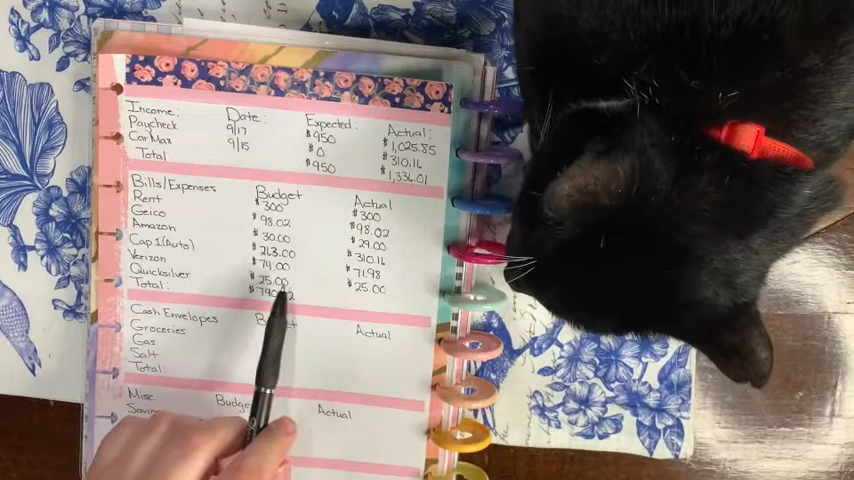 Income: Date: Expected: Actual:
Paycheck 9/17 $950 $1,025.85
CarMax 9/15 $0 $310.16
Total $950 $1,336.01
Bills/Expenses Budget Actual
Rent $300 $300
Geico $98.02 $98.02
Amazon $30.00 $29.00
Cap 1 (Auto) $263.00 $310.16
Verizon $74.00 $71.98
Quicksilver $25.00 $25.00
Total:
Cash Envelopes Actual
Groceries
Gas
Salt
Total
Misc Budget Actual